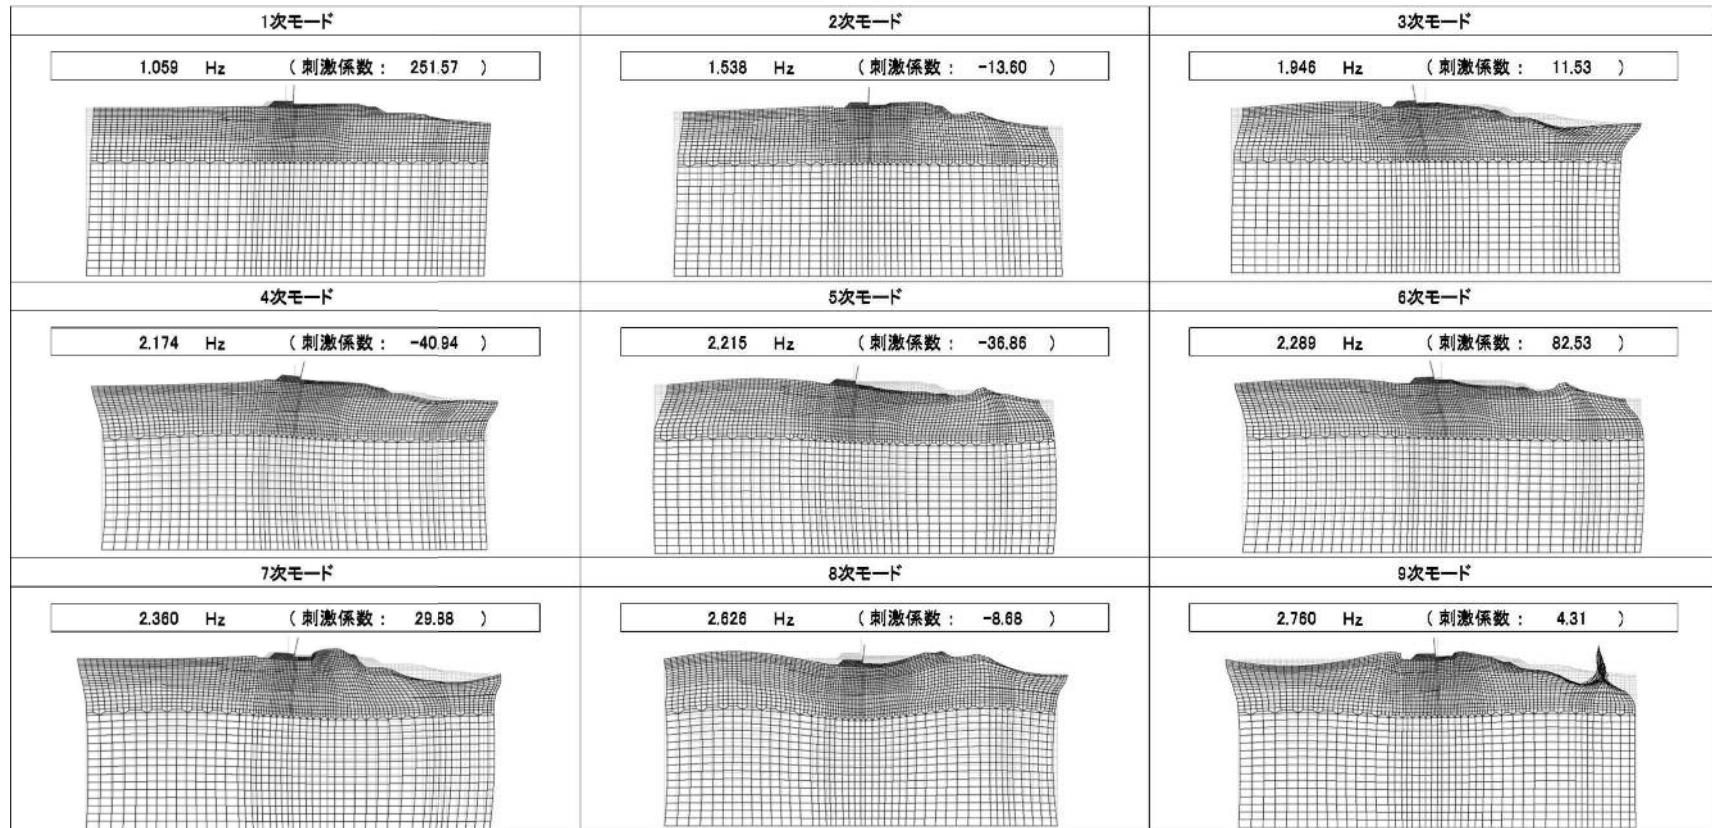 1次モード 2次モード 3次モード
1.059 Hz （刺激係数： 251.57 ） 1.538 Hz （刺激係数： -13.60 ） 1.946 Hz （刺激係数： 11.53 ）
4次モード 5次モード 6次モード
2.174 Hz （刺激係数： -40.94 ） 2.215 Hz （刺激係数： -36.86 ） 2.289 Hz （刺激係数： 82.53 ）
7次モード 8次モード 9次モード
2.360 Hz （刺激係数： 29.88 ） 2.626 Hz （刺激係数： -8.68 ） 2.760 Hz （刺激係数： 4.31 ）